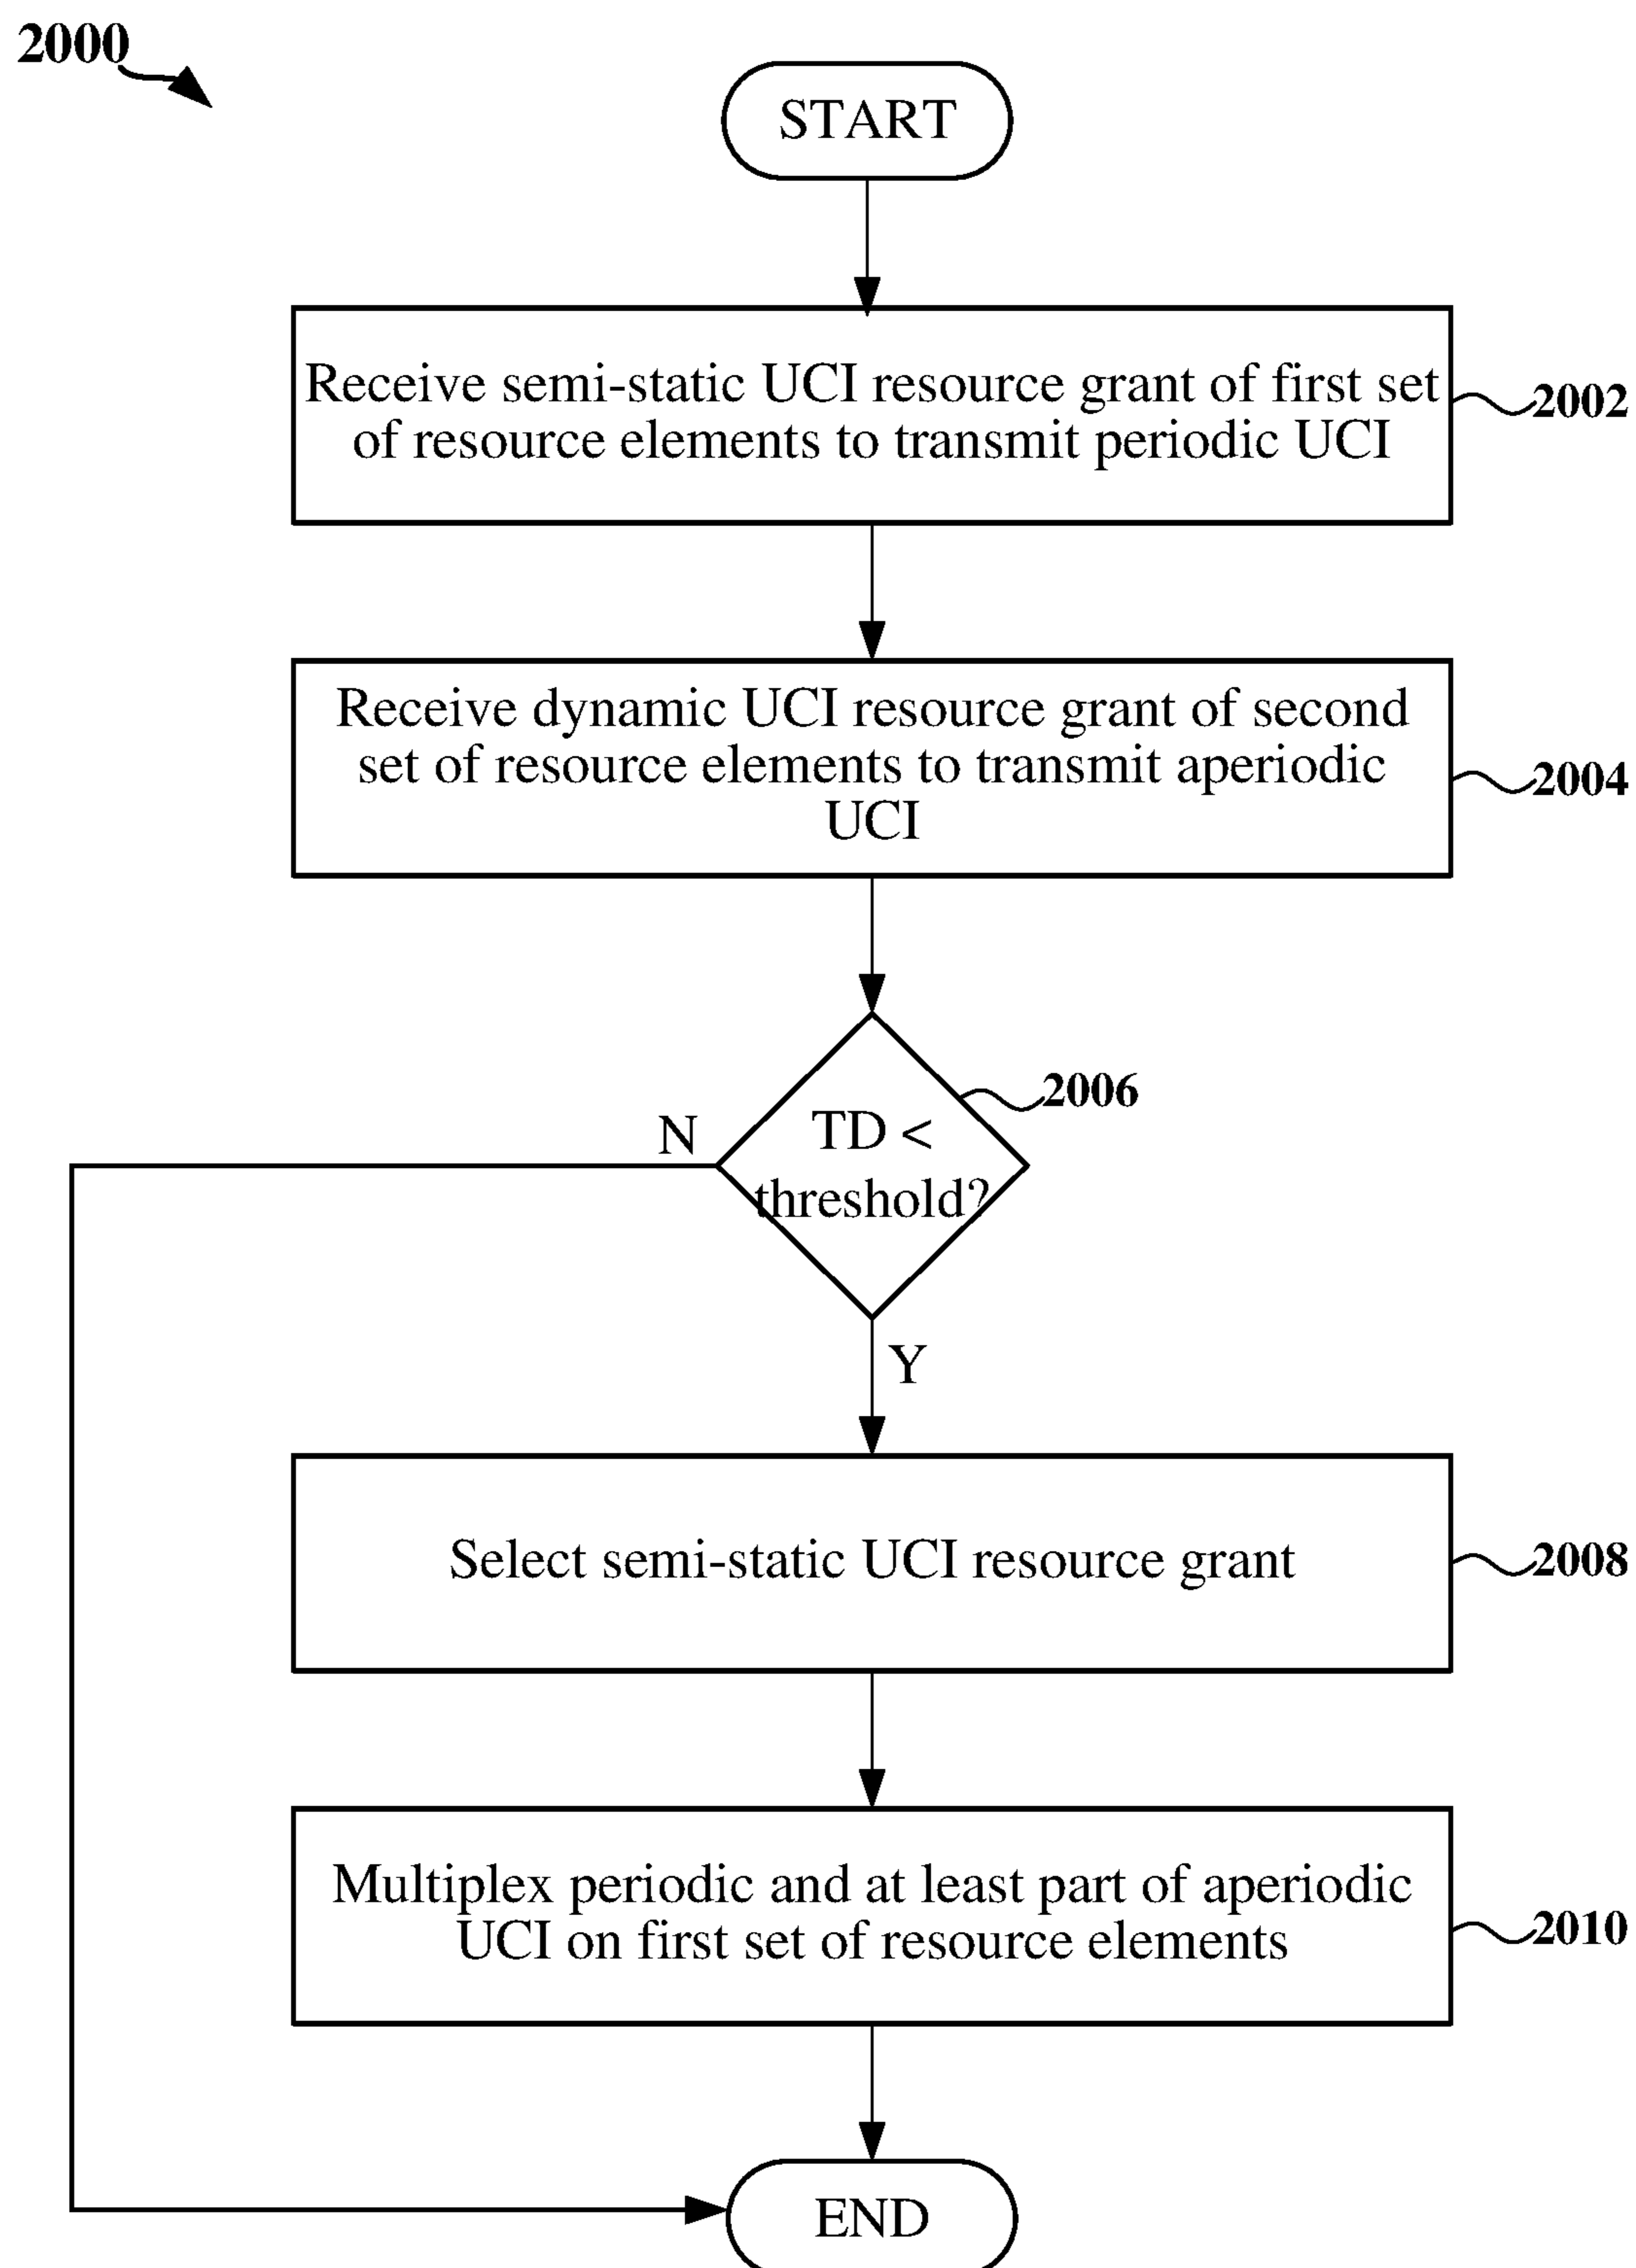 2000
START
Receive semi-static UCI resource grant of first set
of resource elements to transmit periodic UCI
2002
Receive dynamic UCI resource grant of second
set of resource elements to transmit aperiodic
UCI
2004
2006
TD <
threshold?
N
Y
Select semi-static UCI resource grant
2008
Multiplex periodic and at least part of aperiodic
UCI on first set of resource elements
2010
END